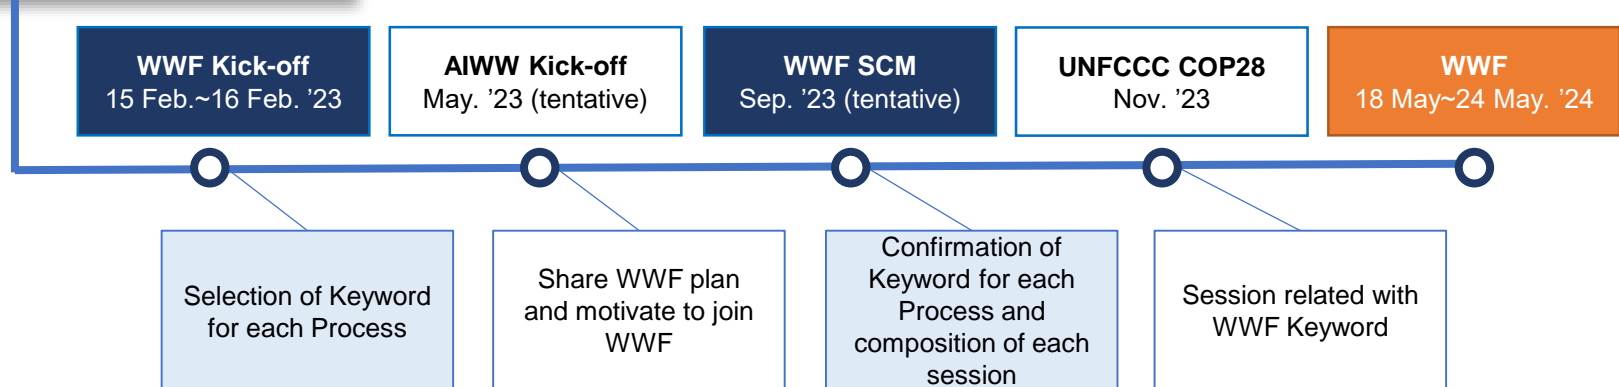 WWF Kick-off
15 Feb.~16 Feb. '23
AIWW Kick-off
May. '23 (tentative)
WWF SCM
Sep. '23 (tentative)
UNFCCC COP28
Nov. '23
WWF
18 May~24 May. '24
Selection of Keyword
for each Process
Share WWF plan
and motivate to join
WWF
Confirmation of
Keyword for each
Process and
composition of each
session
Session related with
WWF Keyword